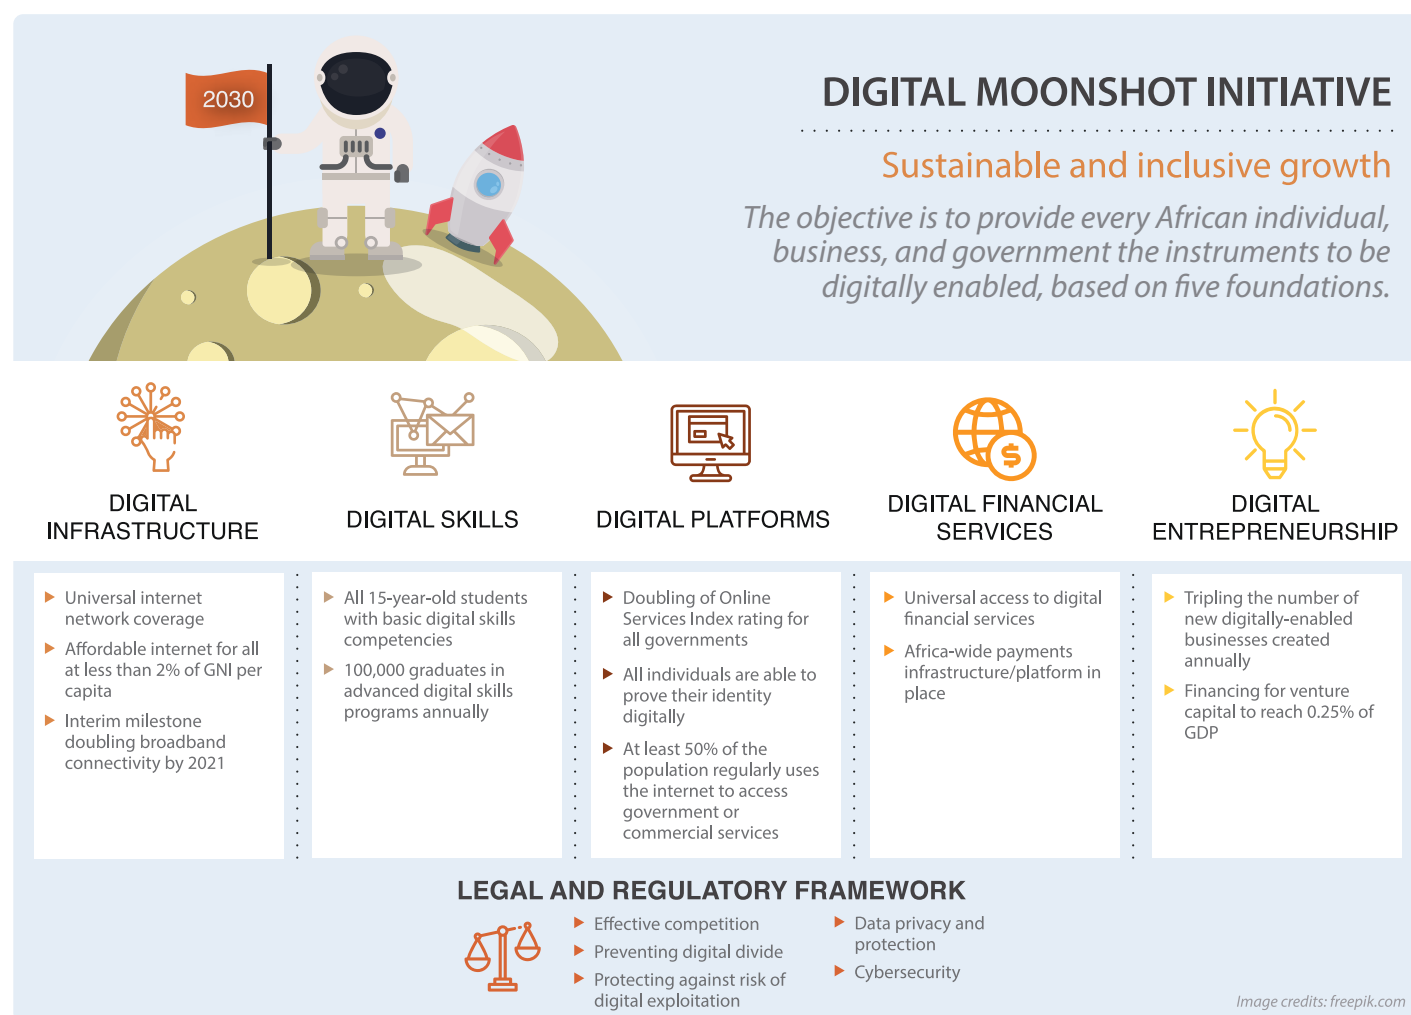 2030
DIGITAL MOONSHOT INITIATIVE
Sustainable and inclusive growth
The objective is to provide every African individual,
business, and government the instruments to be
digitally enabled, based on five foundations.
DIGITAL
INFRASTRUCTURE
Universal internet
network coverage
Affordable internet for all
at less than 2% of GNI per
capita
Interim milestone
doubling broadband
connectivity by 2021
DIGITAL SKILLS
All 15-year-old students
with basic digital skills
competencies
100,000 graduates in
advanced digital skills
programs annually
DIGITAL PLATFORMS
Doubling of Online
Services Index rating for
all governments
All individuals are able to
prove their identity
digitally
At least 50% of the
population regularly uses
the internet to access
government or
commercial services
$
DIGITAL FINANCIAL
SERVICES
Universal access to digital
financial services
Africa-wide payments
infrastructure/platform in
place
DIGITAL
ENTREPRENEURSHIP
Tripling the number of
new digitally-enabled
businesses created
annually
Financing for venture
capital to reach 0.25% of
GDP
LEGAL AND REGULATORY FRAMEWORK
Effective competition
Preventing digital divide
Protecting against risk of
digital exploitation
Data privacy and
protection
Cybersecurity
Image credits: freepik.com